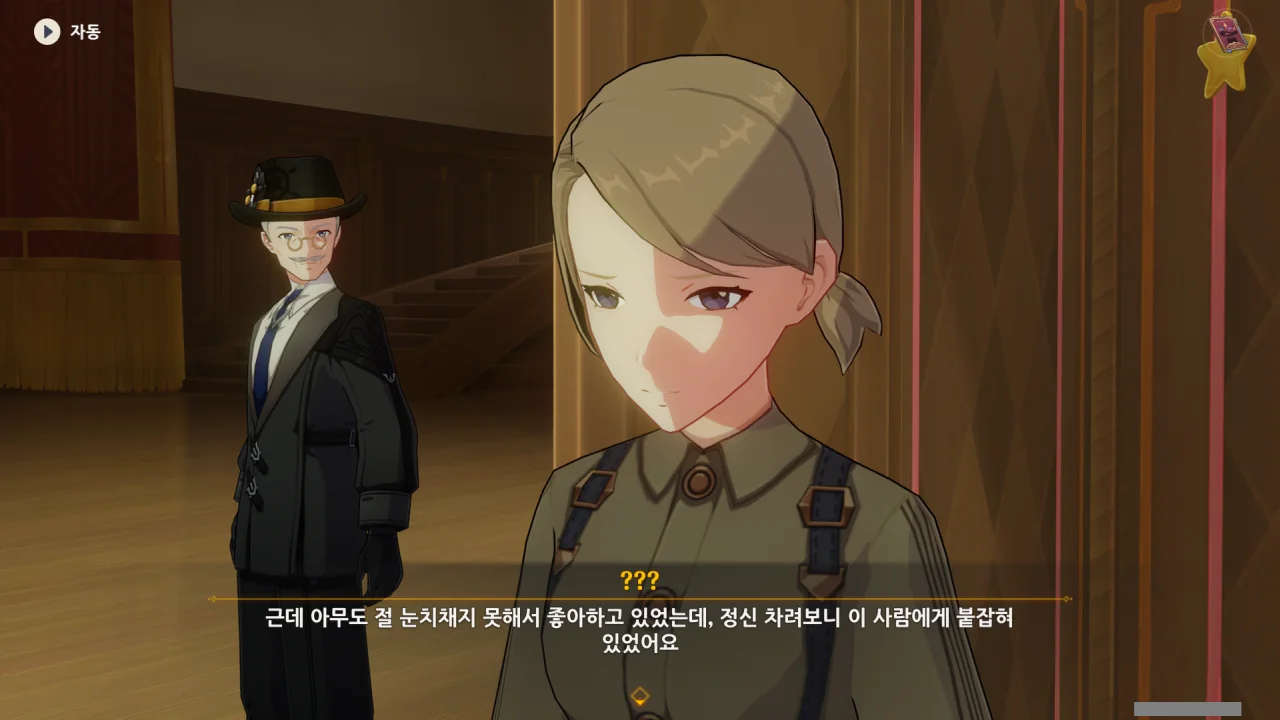 자동
???
근데 아무도 절 눈치채지 못해서 좋아하고 있었는데, 정신 차려보니 이 사람에게 붙잡혀
있었어요